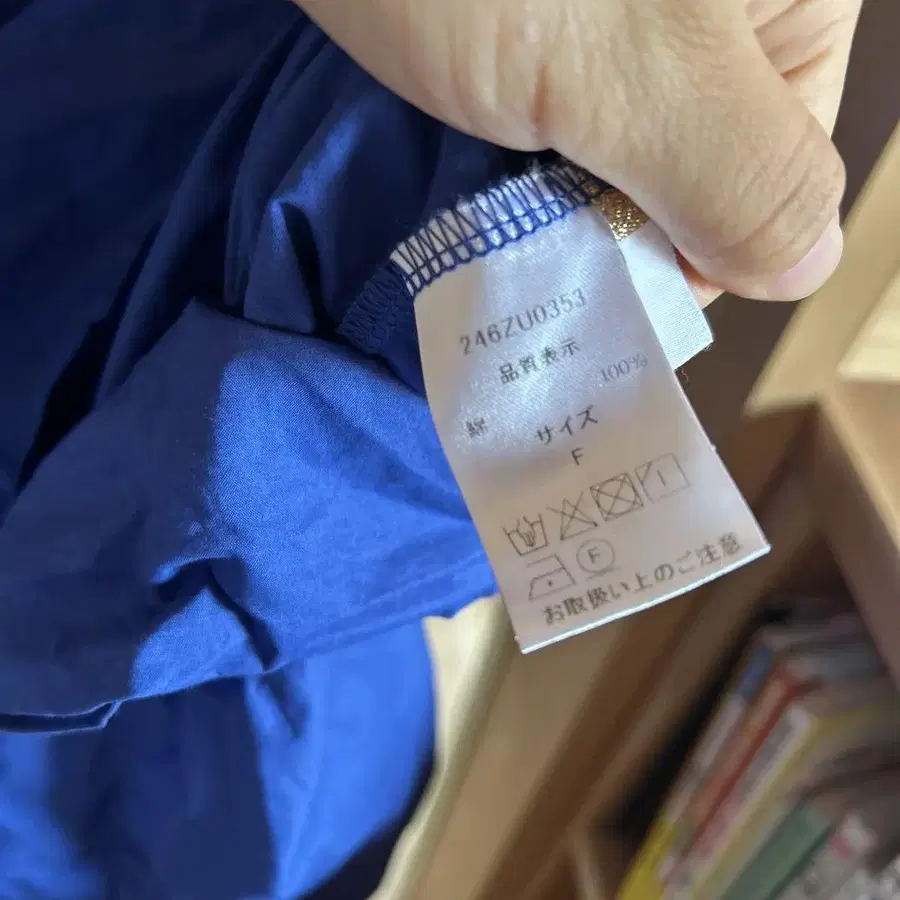 246ZU0353
品質表示
綿 100%
サイズ
F
F
お取扱い上のご注意